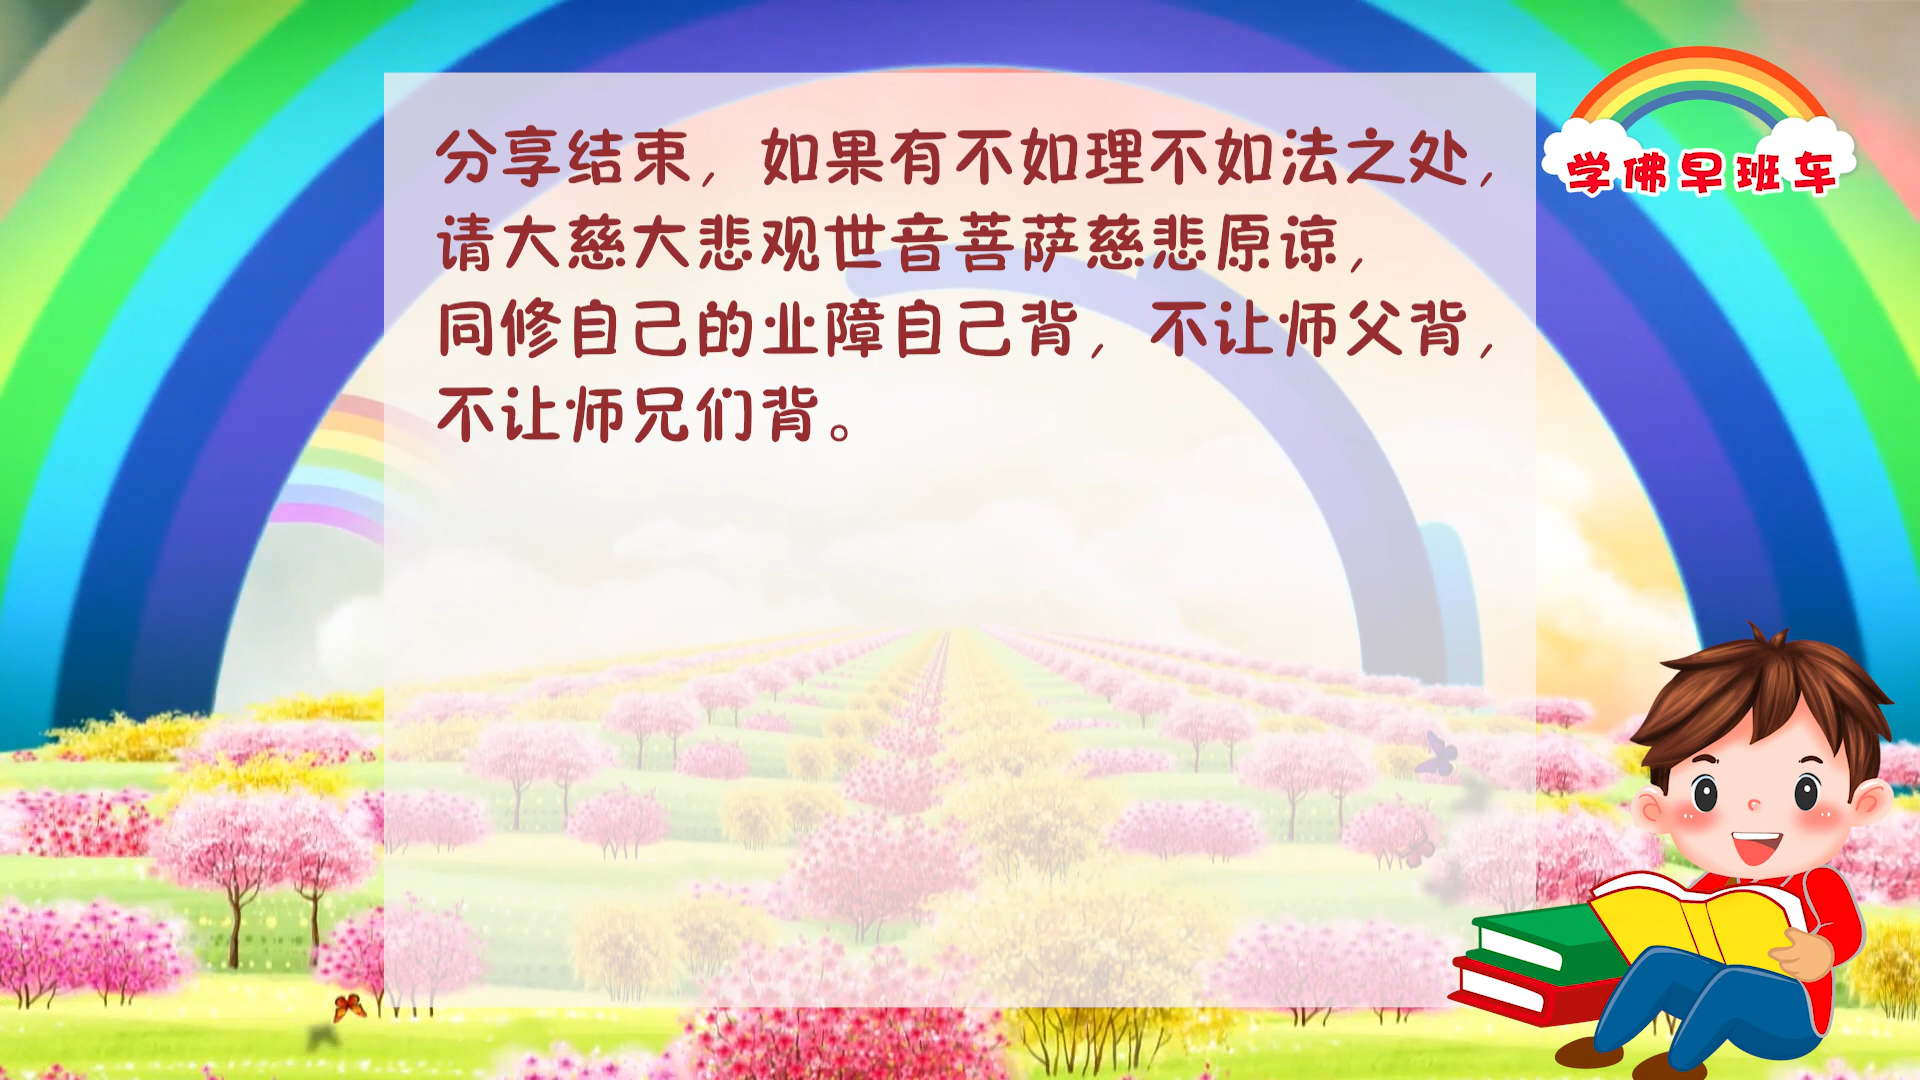 分享结束，如果有不如理不如法之处，
请大慈大悲观世音菩萨慈悲原谅，
同修自己的业障自己背，不让师父背，
不让师兄们背。
学佛早班车